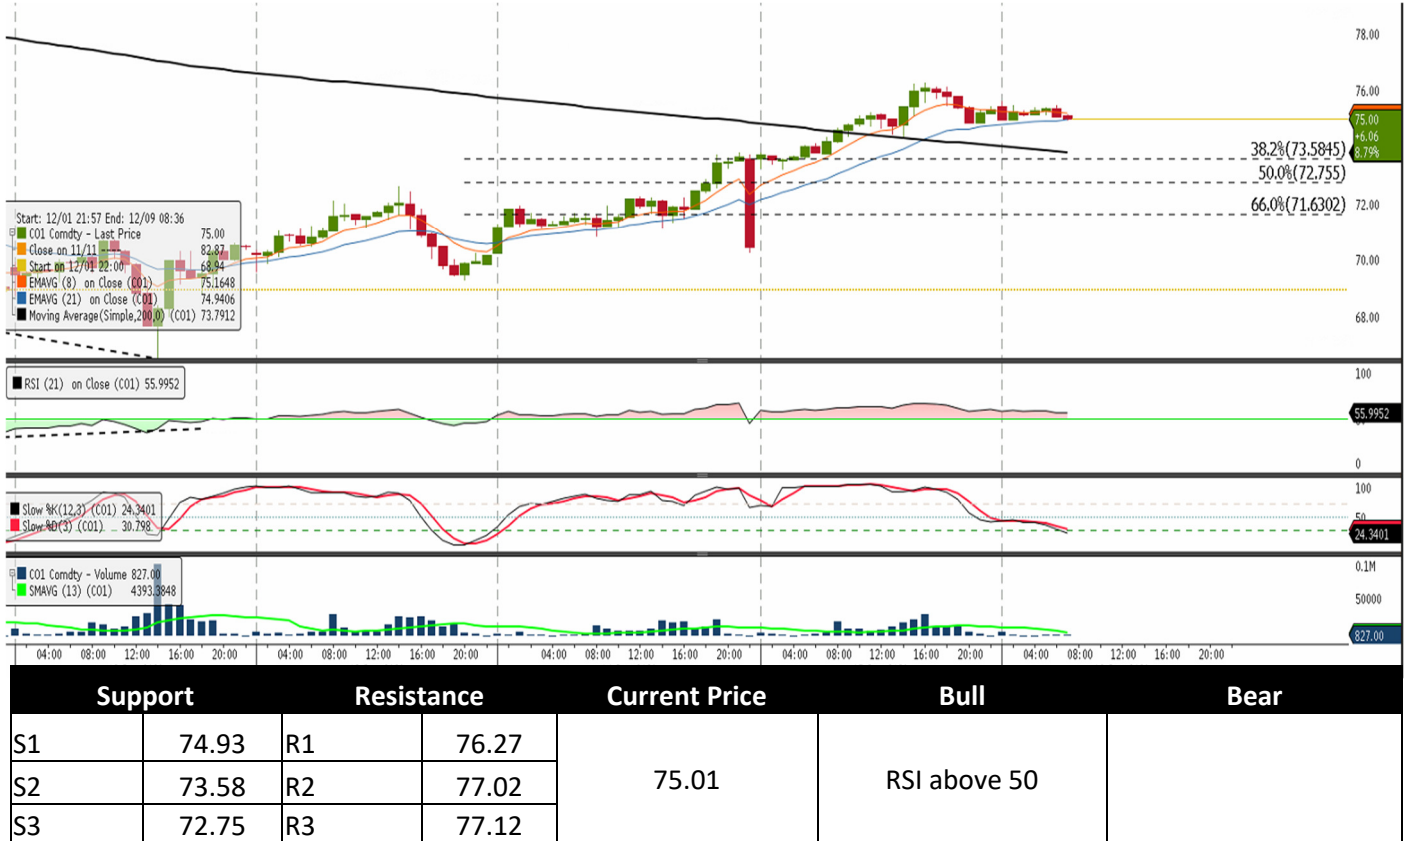 78.00
76.00
75.00
+6.06
8.79%
38.2%(73.5845)
50.0%(72.755)
66.0%(71.6302)
72.00
70.00
68.00
Start: 12/01 21:57 End: 12/09 08:36
CO1 Comdty - Last Price 75.00
Close on 11/11 ---- 82.87
Start on 12/01 22:00 68.94
EMAVG (8) on Close (CO1) 75.1648
EMAVG (21) on Close (CO1) 74.9406
Moving Average(Simple,200,0) (CO1) 73.7912
RSI (21) on Close (CO1) 55.9952
100
55.9952
0
Slow %K(12,3) (CO1) 24.3401
Slow %D(3) (CO1) 30.798
100
50
24.3401
CO1 Comdty - Volume 827.00
SMAVG (13) (CO1) 4393.3848
0.1M
50000
827.00
04:00 08:00 12:00 16:00 20:00 04:00 08:00 12:00 16:00 20:00 04:00 08:00 12:00 16:00 20:00 04:00 08:00 12:00 16:00 20:00 04:00 08:00 12:00 16:00 20:00
Support Resistance Current Price Bull Bear
S1 74.93 R1 76.27
75.01 RSI above 50
S2 73.58 R2 77.02
S3 72.75 R3 77.12